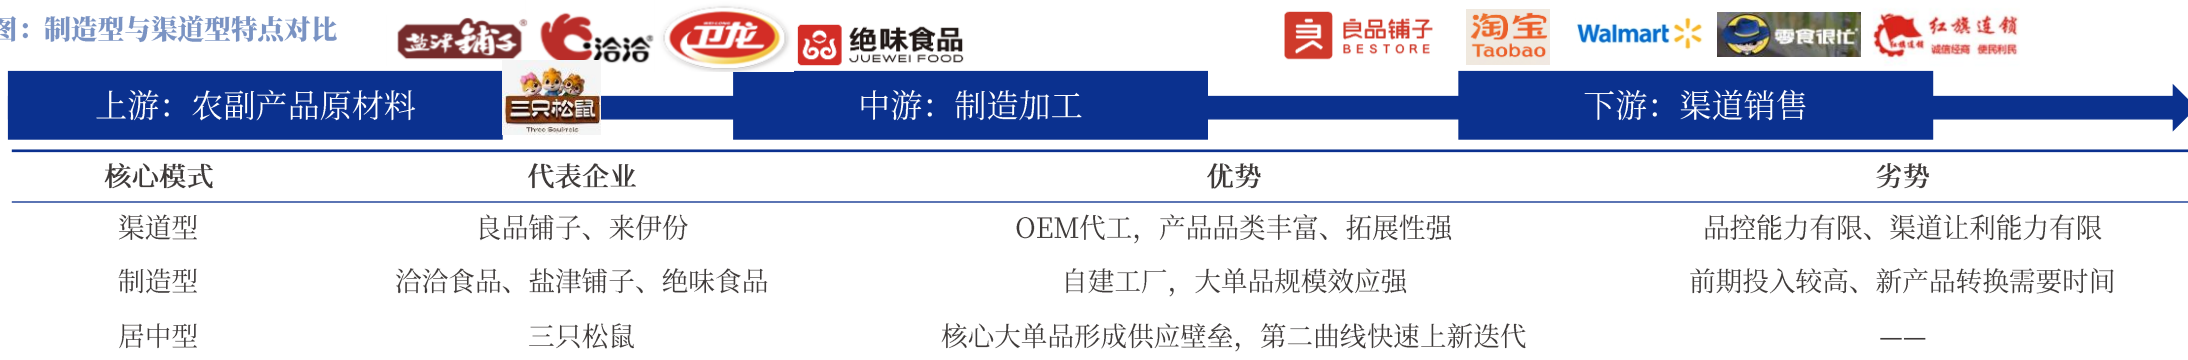 图：制造型与渠道型特点对比
盐津铺子®
洽洽®
卫龙
绝味食品
JUEWEI FOOD
良
良品铺子
BESTORE
淘宝
Taobao
Walmart
零食很忙
红旗连锁
诚信经商 便民利民
上游：农副产品原材料
三只松鼠
Three Squirrels
中游：制造加工
下游：渠道销售
核心模式 代表企业 优势 劣势
渠道型 良品铺子、来伊份 OEM代工，产品品类丰富、拓展性强 品控能力有限、渠道让利能力有限
制造型 洽洽食品、盐津铺子、绝味食品 自建工厂，大单品规模效应强 前期投入较高、新产品转换需要时间
居中型 三只松鼠 核心大单品形成供应壁垒，第二曲线快速上新迭代 ——